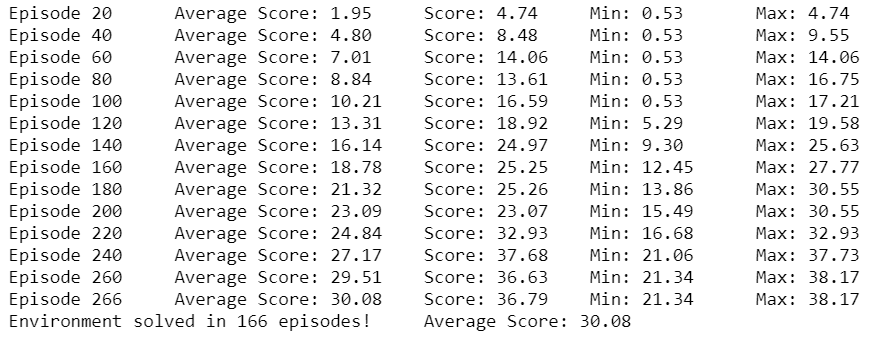 Episode 20 Average Score: 1.95 Score: 4.74 Min: 0.53 Max: 4.74
Episode 40 Average Score: 4.80 Score: 8.48 Min: 0.53 Max: 9.55
Episode 60 Average Score: 7.01 Score: 14.06 Min: 0.53 Max: 14.06
Episode 80 Average Score: 8.84 Score: 13.61 Min: 0.53 Max: 16.75
Episode 100 Average Score: 10.21 Score: 16.59 Min: 0.53 Max: 17.21
Episode 120 Average Score: 13.31 Score: 18.92 Min: 5.29 Max: 19.58
Episode 140 Average Score: 16.14 Score: 24.97 Min: 9.30 Max: 25.63
Episode 160 Average Score: 18.78 Score: 25.25 Min: 12.45 Max: 27.77
Episode 180 Average Score: 21.32 Score: 25.26 Min: 13.86 Max: 30.55
Episode 200 Average Score: 23.09 Score: 23.07 Min: 15.49 Max: 30.55
Episode 220 Average Score: 24.84 Score: 32.93 Min: 16.68 Max: 32.93
Episode 240 Average Score: 27.17 Score: 37.68 Min: 21.06 Max: 37.73
Episode 260 Average Score: 29.51 Score: 36.63 Min: 21.34 Max: 38.17
Episode 266 Average Score: 30.08 Score: 36.79 Min: 21.34 Max: 38.17
Environment solved in 166 episodes! Average Score: 30.08